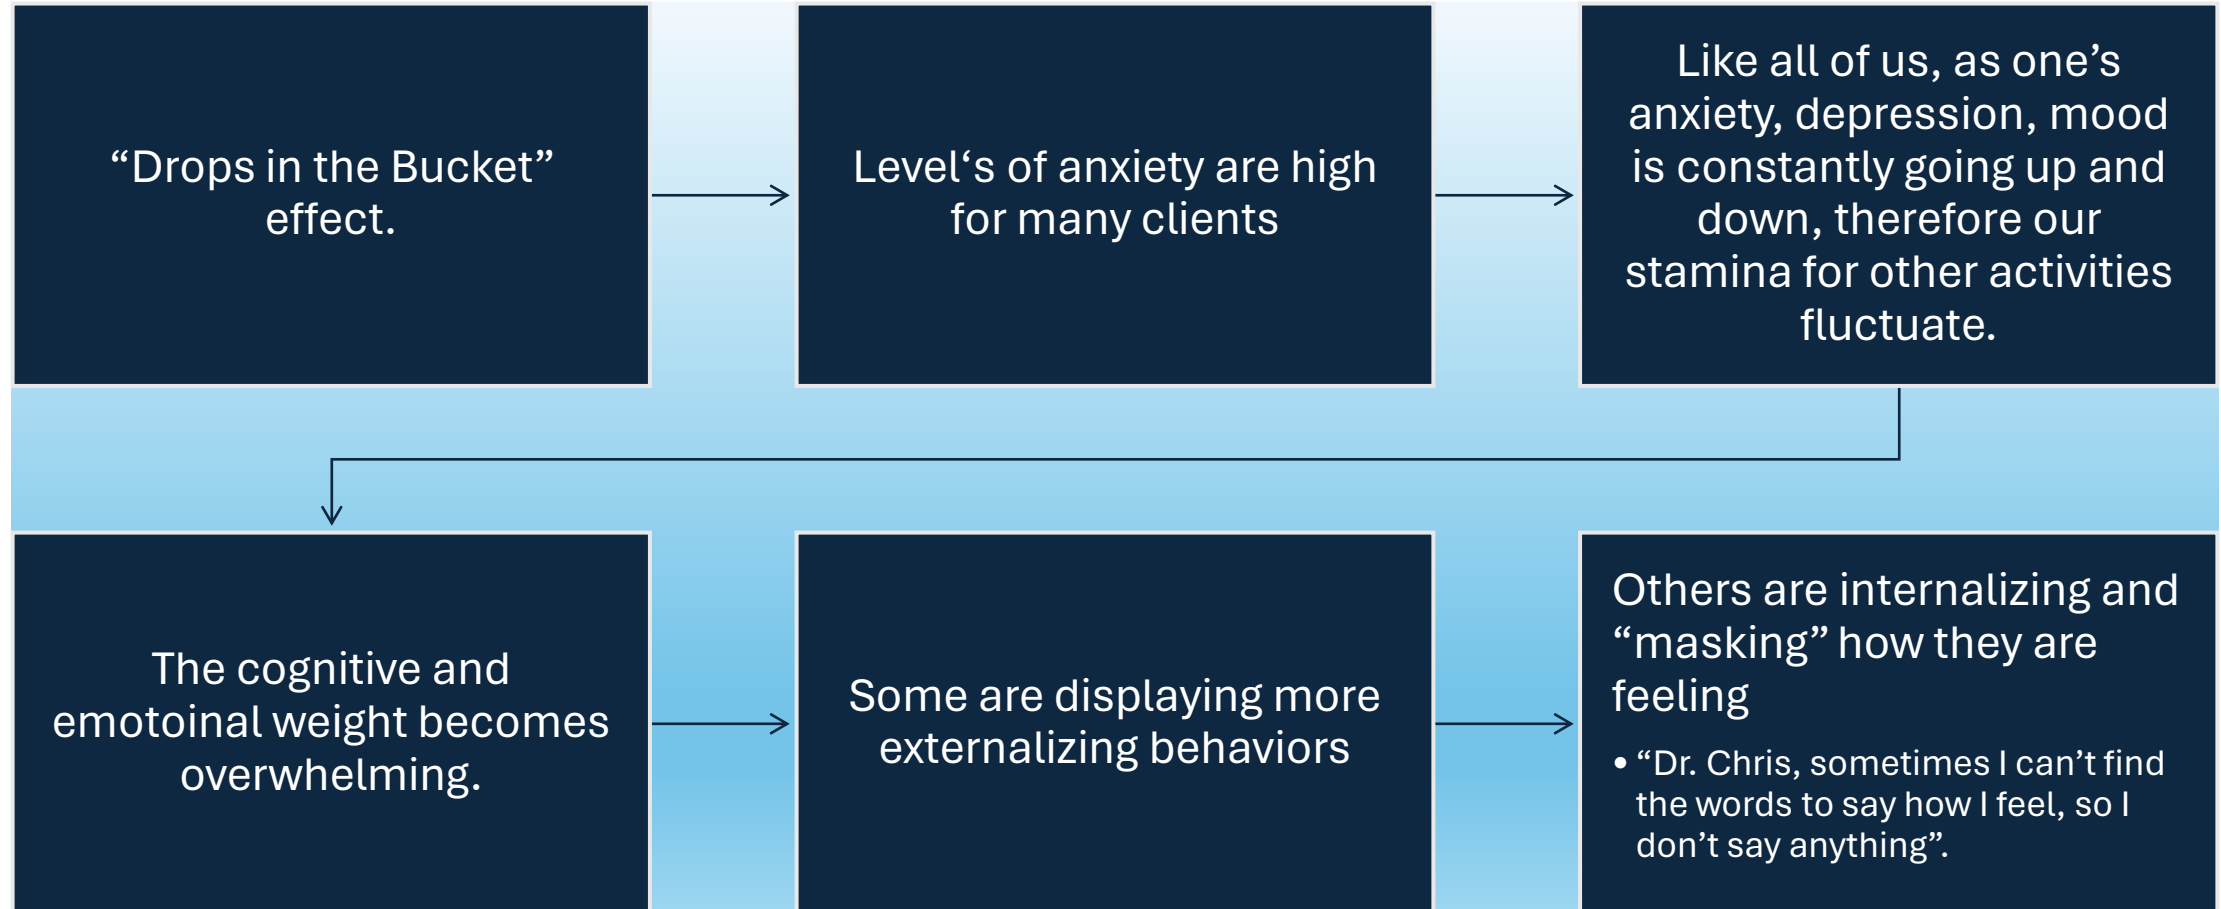 “Drops in the Bucket”
effect.
Level‘s of anxiety are high
for many clients
Like all of us, as one’s
anxiety, depression, mood
is constantly going up and
down, therefore our
stamina for other activities
fluctuate.
The cognitive and
emotoinal weight becomes
overwhelming.
Some are displaying more
externalizing behaviors
Others are internalizing and
“masking” how they are
feeling
• “Dr. Chris, sometimes I can’t find
the words to say how I feel, so I
don’t say anything”.